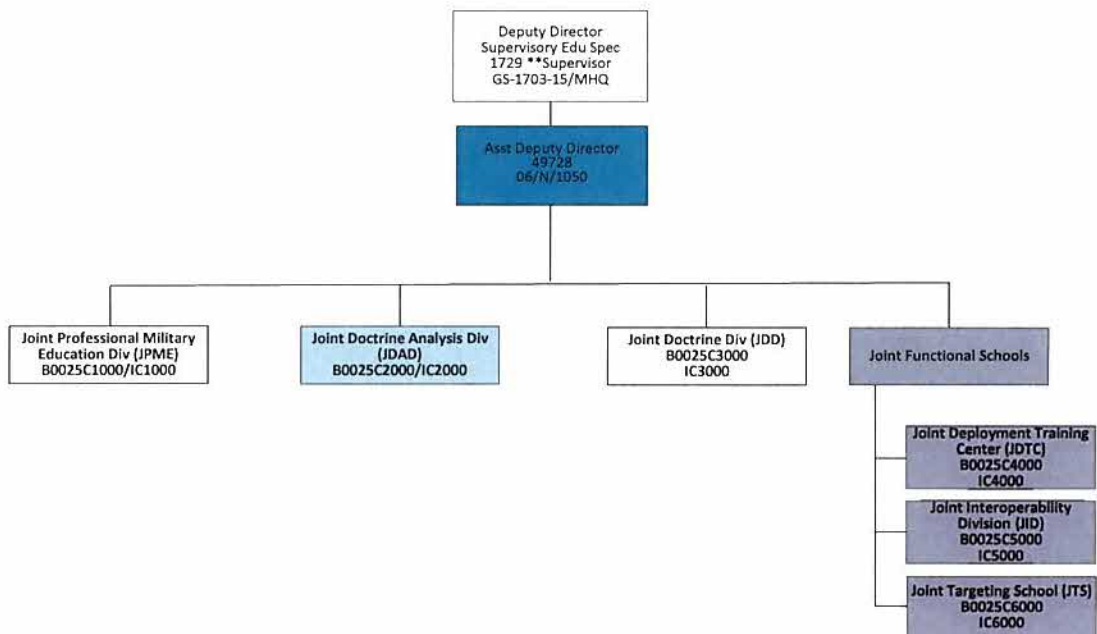 Deputy Director
Supervisory Edu Spec
1729 **Supervisor
GS-1703-15/MHQ
Asst Deputy Director
49728
06/N/1050
Joint Professional Military
Education Div (JPME)
B0025C1000/IC1000
Joint Doctrine Analysis Div
(JDAD)
B0025C2000/IC2000
Joint Doctrine Div (JDD)
B0025C3000
IC3000
Joint Functional Schools
Joint Deployment Training
Center (JDTC)
B0025C4000
IC4000
Joint Interoperability
Division (JID)
B0025C5000
IC5000
Joint Targeting School (JTS)
B0025C6000
IC6000